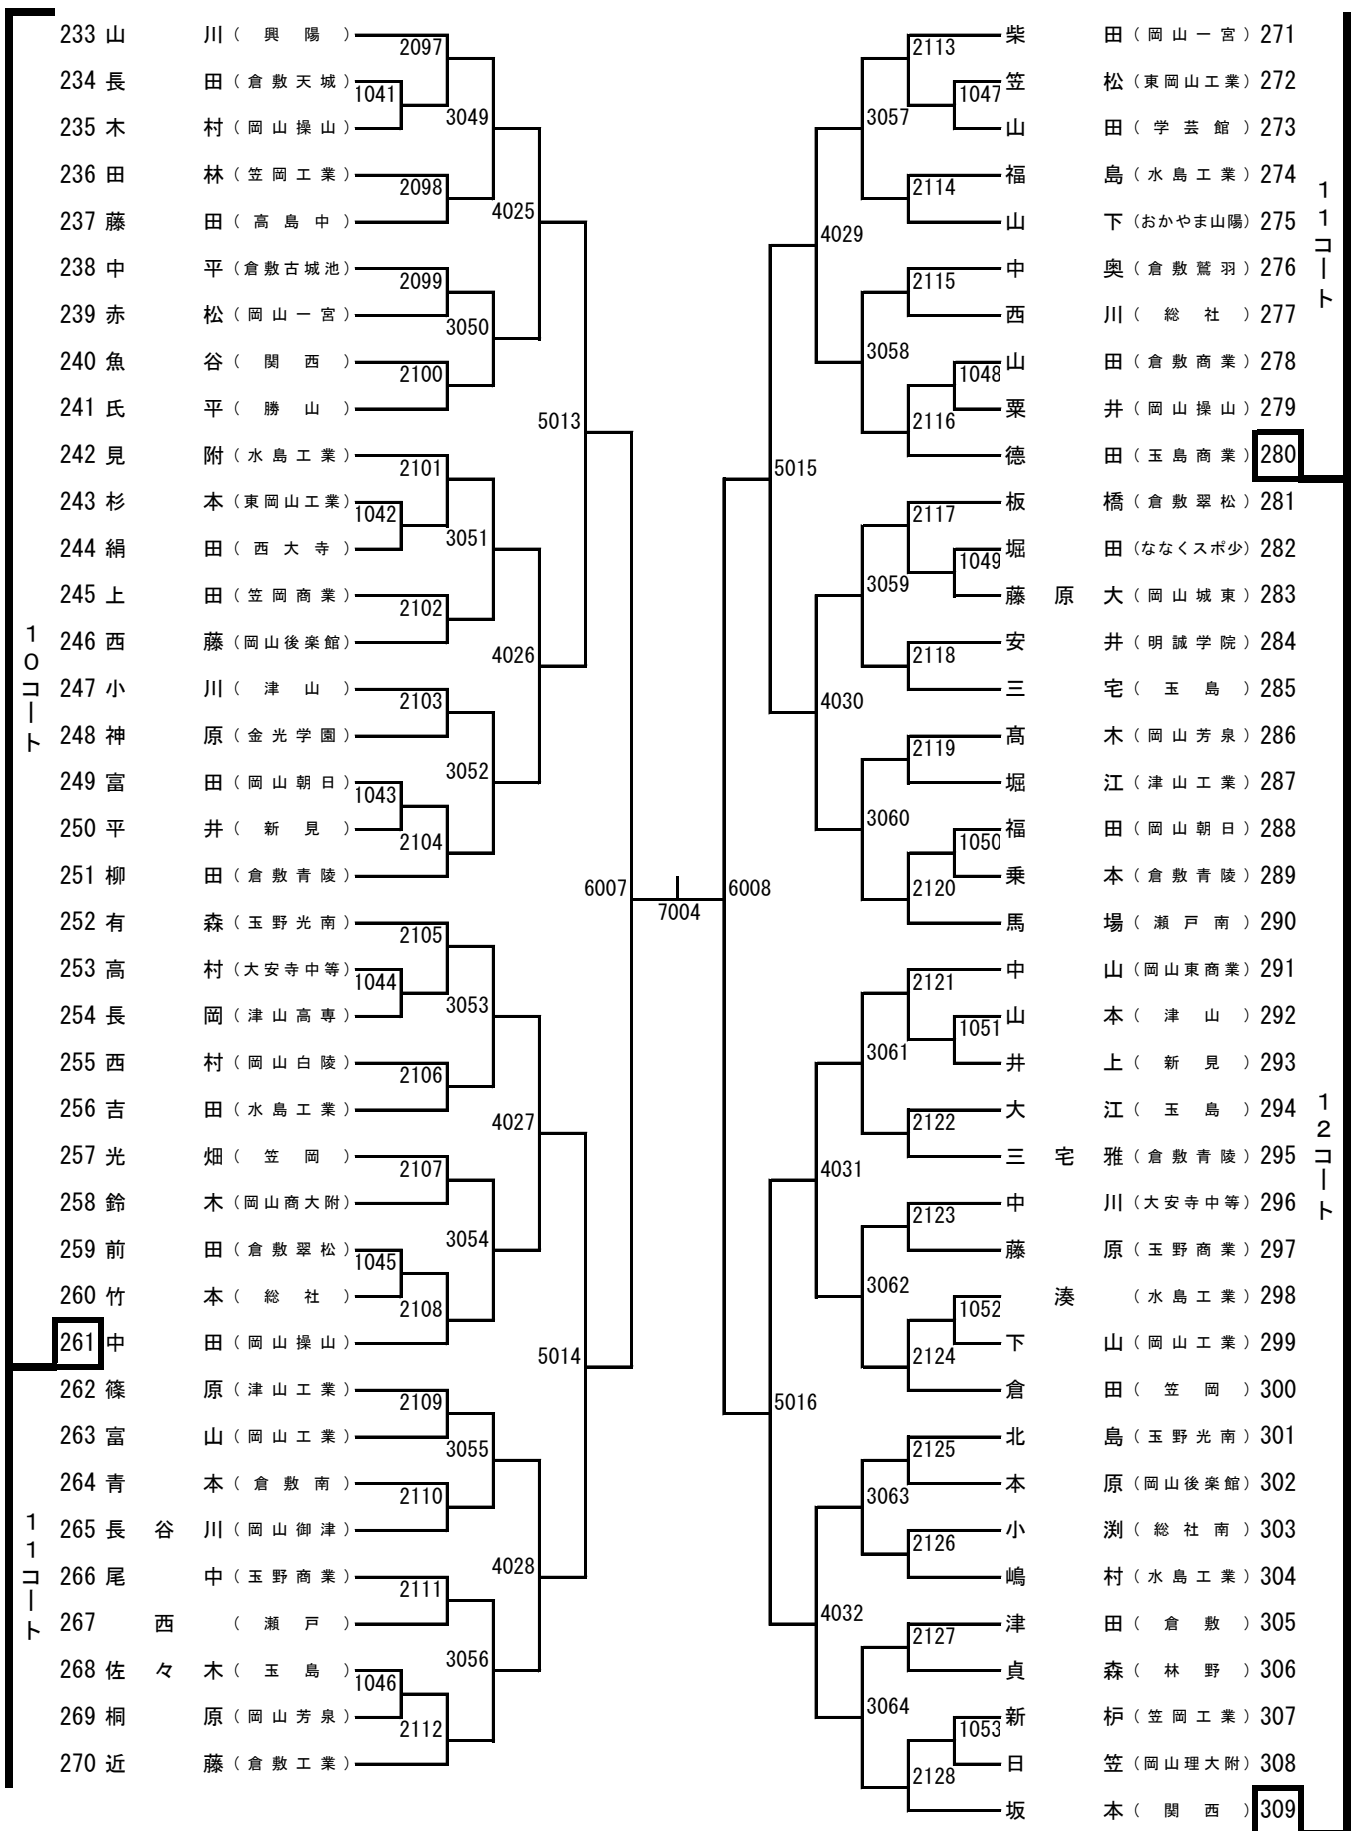 233 山川（興陽）
234 長田（倉敷天城）
235 木村（岡山操山）
236 田林（笠岡工業）
237 藤田（高島中）
238 中平（倉敷古城池）
239 赤松（岡山一宮）
240 魚谷（関西）
241 氏平（勝山）
242 見附（水島工業）
243 杉本（東岡山工業）
244 絹田（西大寺）
245 上田（笠岡商業）
246 西藤（岡山後楽館）
247 小川（津山）
248 神原（金光学園）
249 富田（岡山朝日）
250 平井（新見）
251 柳田（倉敷青陵）
252 有森（玉野光南）
253 高村（大安寺中等）
254 長岡（津山高専）
255 西村（岡山白陵）
256 吉田（水島工業）
257 光畑（笠岡）
258 鈴木（岡山商大附）
259 前田（倉敷翠松）
260 竹本（総社）
261 中田（岡山操山）
262 篠原（津山工業）
263 富山（岡山工業）
264 青本（倉敷南）
265 長谷川（岡山御津）
266 尾中（玉野商業）
267 西（瀬戸）
268 佐々木（玉島）
269 桐原（岡山芳泉）
270 近藤（倉敷工業）
10コート
11コート
1041
1042
1043
1044
1045
1046
2097
2098
2099
2100
2101
2102
2103
2104
2105
2106
2107
2108
2109
2110
2111
2112
3049
3050
3051
3052
3053
3054
3055
3056
4025
4026
4027
4028
5013
5014
6007
7004
6008
5015
5016
4029
4030
4031
4032
3057
3058
3059
3060
3061
3062
3063
3064
2113
2114
2115
2116
2117
2118
2119
2120
2121
2122
2123
2124
2125
2126
2127
2128
1047
1048
1049
1050
1051
1052
1053
柴田（岡山一宮）271
笠松（東岡山工業）272
山田（学芸館）273
福島（水島工業）274
山下（おかやま山陽）275
中奥（倉敷鷲羽）276
西川（総社）277
山田（倉敷商業）278
粟井（岡山操山）279
德田（玉島商業）280
板橋（倉敷翠松）281
堀田（ななくスポ少）282
藤原大（岡山城東）283
安井（明誠学院）284
三宅（玉島）285
髙木（岡山芳泉）286
堀江（津山工業）287
福田（岡山朝日）288
乗本（倉敷青陵）289
馬場（瀬戸南）290
中山（岡山東商業）291
山本（津山）292
井上（新見）293
大江（玉島）294
三宅雅（倉敷青陵）295
中川（大安寺中等）296
藤原（玉野商業）297
湊（水島工業）298
下山（岡山工業）299
倉田（笠岡）300
北島（玉野光南）301
本原（岡山後楽館）302
小渕（総社南）303
嶋村（水島工業）304
津田（倉敷）305
貞森（林野）306
新枦（笠岡工業）307
日笠（岡山理大附）308
坂本（関西）309
11コート
12コート